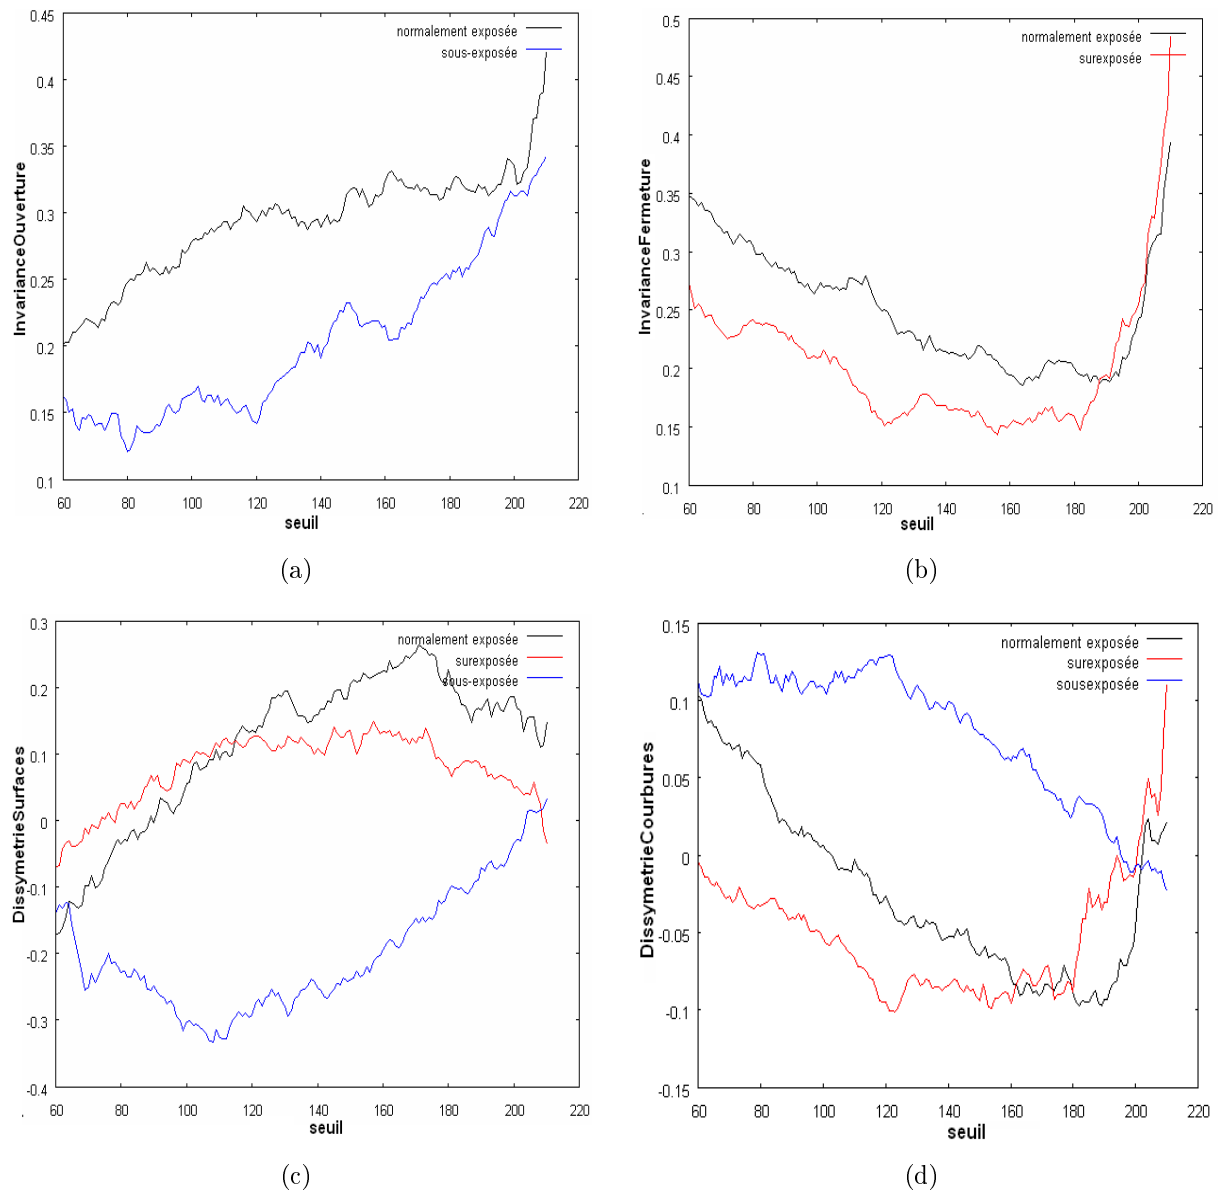 0.45
0.4
0.35
0.3
0.25
0.2
0.15
0.1
InvarianceOuverture
normalement exposée
sous-exposée
60 80 100 120 140 160 180 200 220
seuil
(a)
0.5
0.45
0.4
0.35
0.3
0.25
0.2
0.15
0.1
InvarianceFermeture
normalement exposée
surexposée
60 80 100 120 140 160 180 200 220
seuil
(b)
0.3
0.2
0.1
0
-0.1
-0.2
-0.3
-0.4
DissymetrieSurfaces
normalement exposée
surexposée
sous-exposée
60 80 100 120 140 160 180 200 220
seuil
(c)
0.15
0.1
0.05
0
-0.05
-0.1
-0.15
DissymetrieCourbures
normalement exposée
surexposée
sousexposée
60 80 100 120 140 160 180 200 220
seuil
(d)